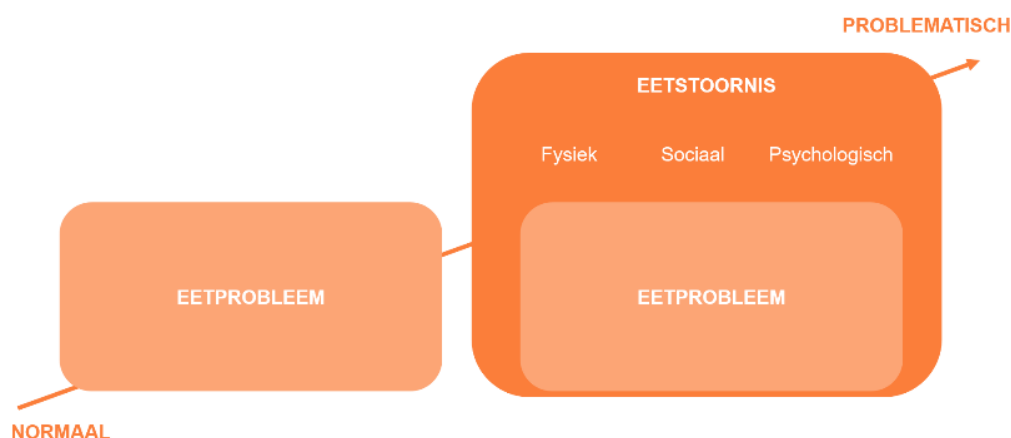 PROBLEMATISCH
EETSTOORNIS
Fysiek Sociaal Psychologisch
EETPROBLEEM EETPROBLEEM
NORMAAL